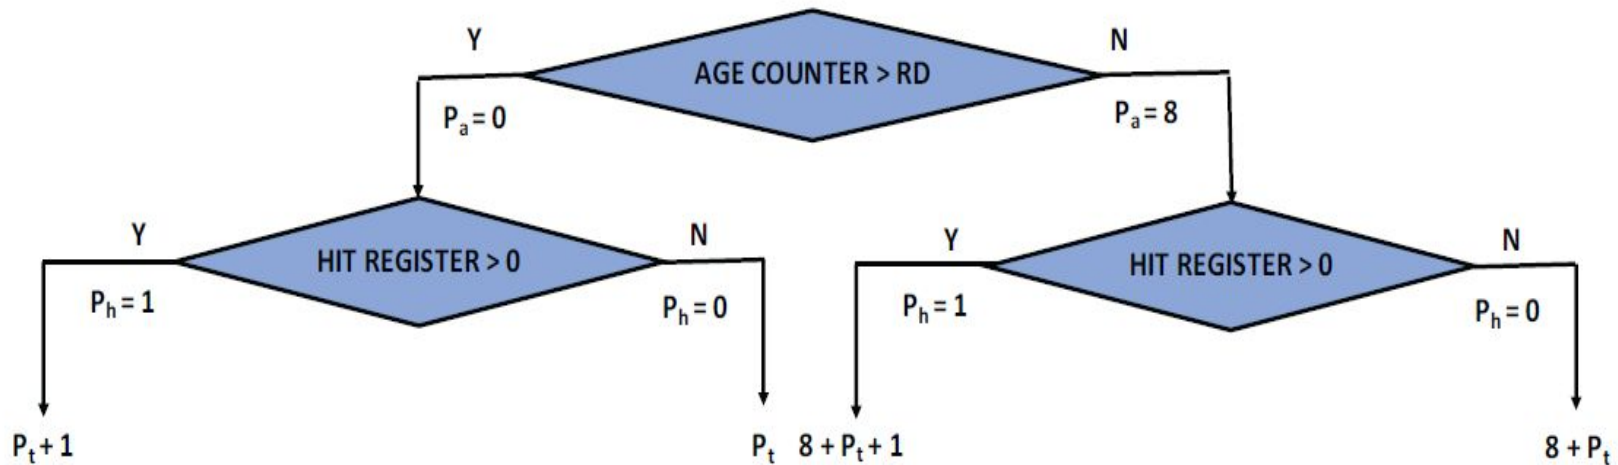 Y
N
AGE COUNTER > RD
Pₐ = 0
Pₐ = 8
Y
N
Y
N
HIT REGISTER > 0
HIT REGISTER > 0
Pₕ = 1
Pₕ = 0
Pₕ = 1
Pₕ = 0
Pₜ + 1
Pₜ
8 + Pₜ + 1
8 + Pₜ